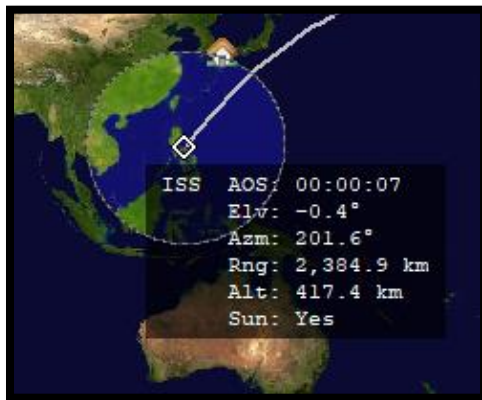 ISS AOS: 00:00:07
Elv: -0.4°
Azm: 201.6°
Rng: 2,384.9 km
Alt: 417.4 km
Sun: Yes